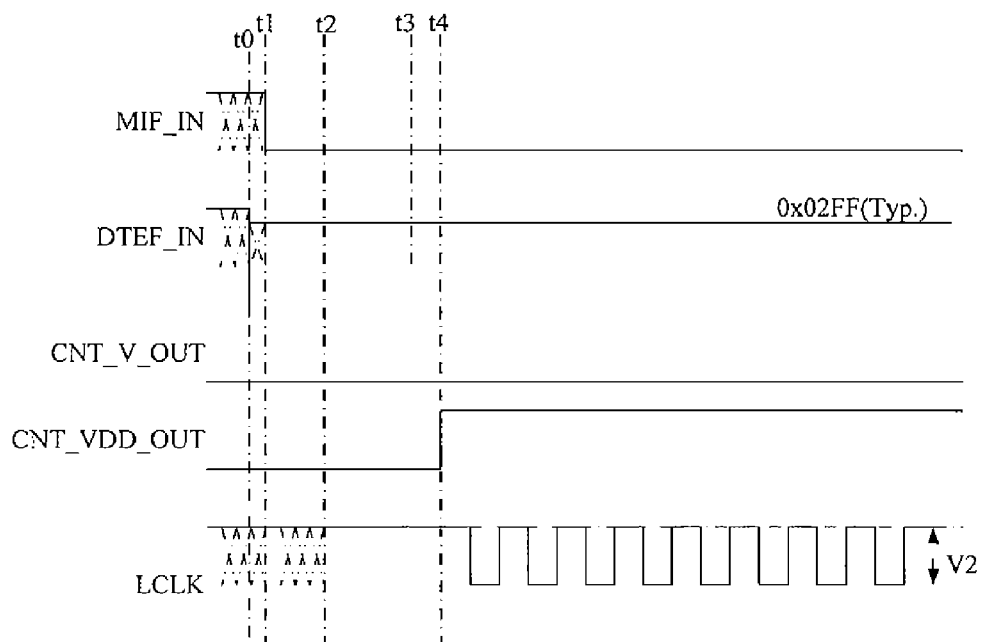 t0 t1 t2 t3 t4
MIF_IN
0x02FF(Typ.)
DTEF_IN
CNT_V_OUT
CNT_VDD_OUT
V2
LCLK